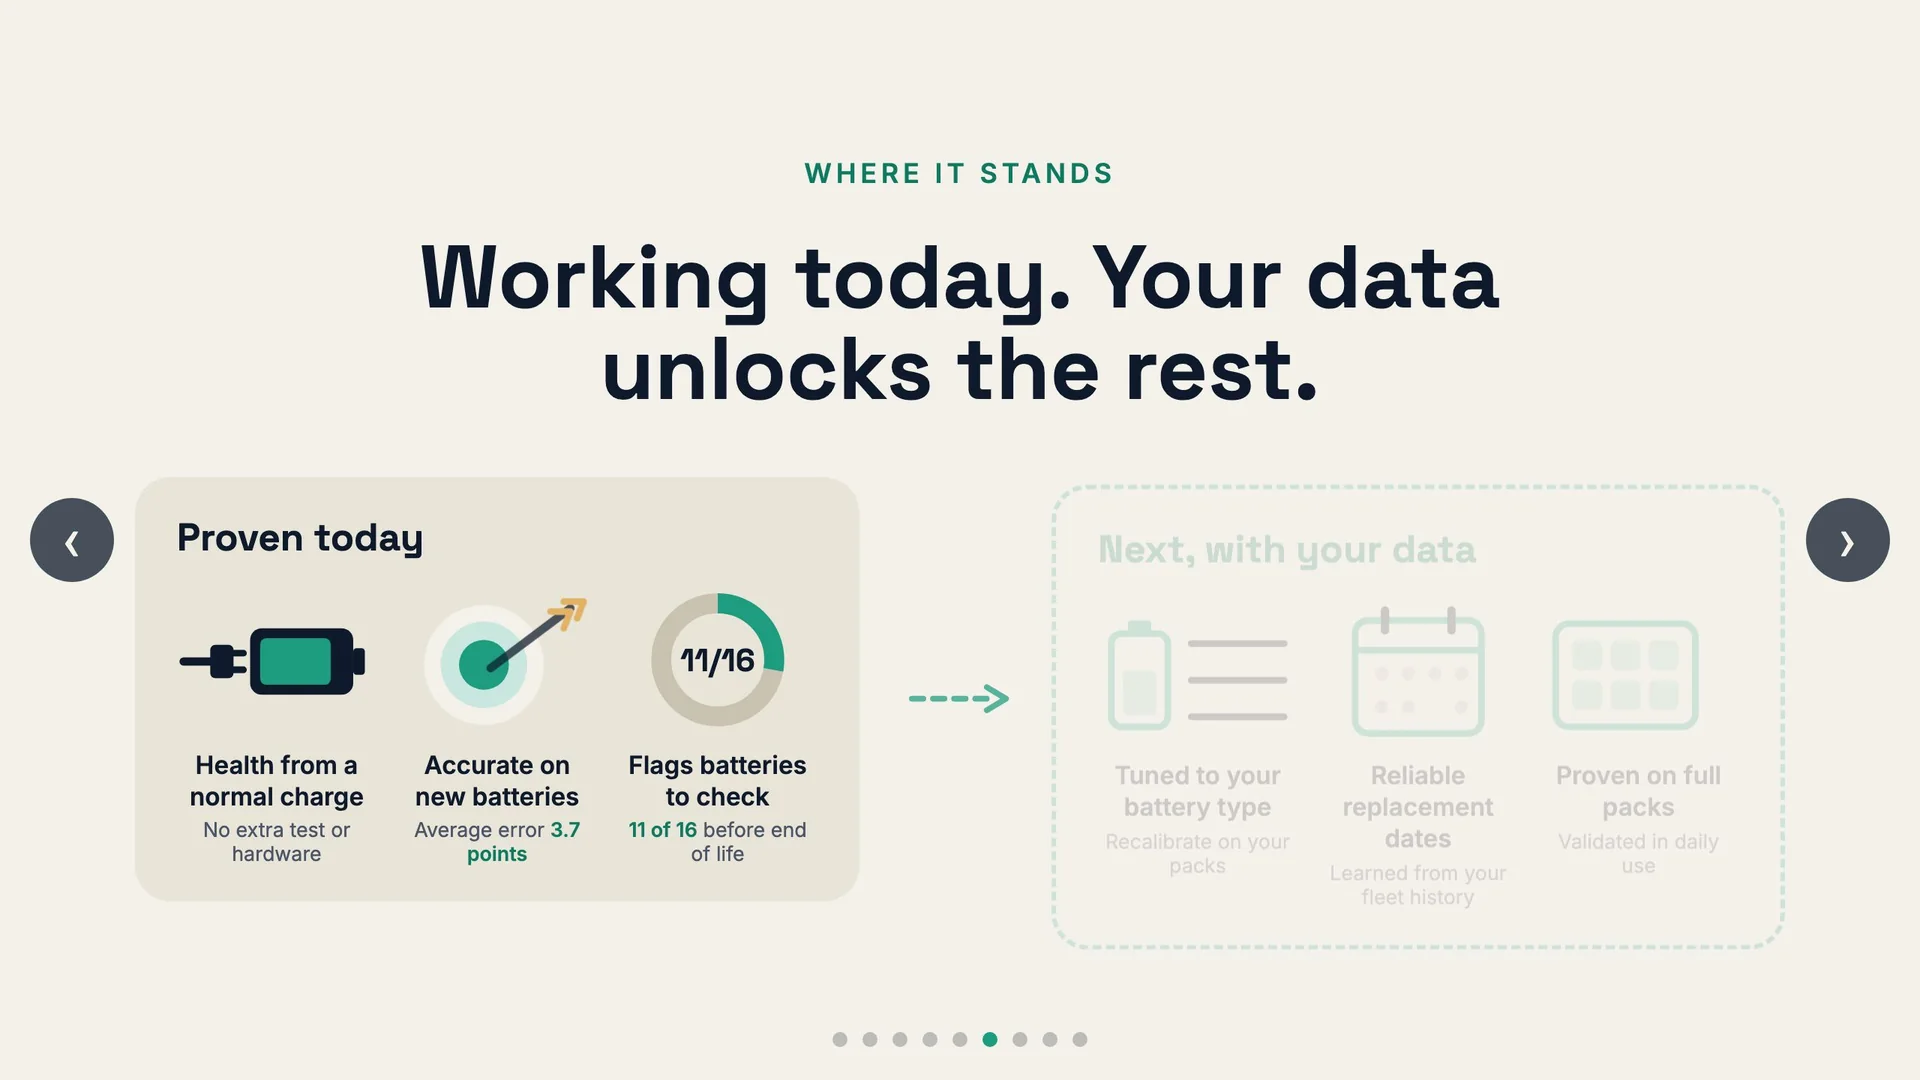 WHERE IT STANDS
Working today. Your data
unlocks the rest.
Proven today
11/16
Health from a
normal charge
No extra test or
hardware
Accurate on
new batteries
Average error 3.7
points
Flags batteries
to check
11 of 16 before end
of life
Next, with your data
Tuned to your
battery type
Recalibrate on your
packs
Reliable
replacement
dates
Learned from your
fleet history
Proven on full
packs
Validated in daily
use